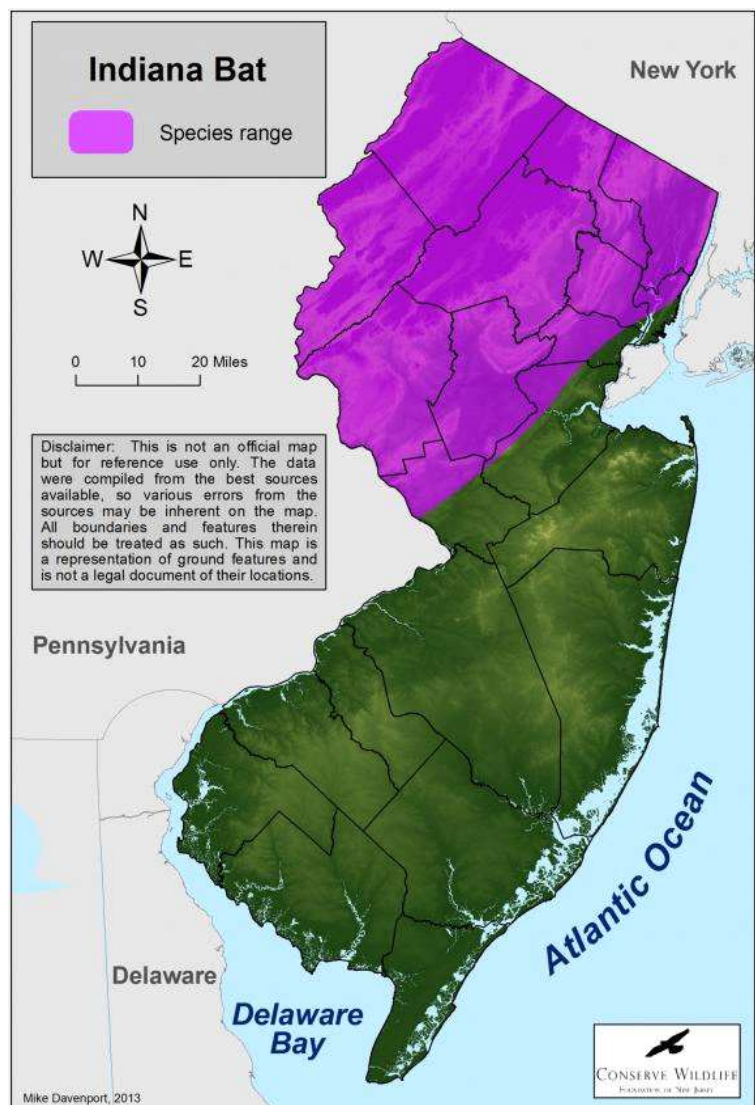 Indiana Bat
Species range
New York
N
W E
S
0 10 20 Miles
Disclaimer: This is not an official map
but for reference use only. The data
were compiled from the best sources
available, so various errors from the
sources may be inherent on the map.
All boundaries and features therein
should be treated as such. This map is
a representation of ground features and
is not a legal document of their locations.
Pennsylvania
Atlantic Ocean
Delaware
Delaware
Bay
CONSERVE WILDLIFE
FOUNDATION OF NEW JERSEY
Mike Davenport, 2013